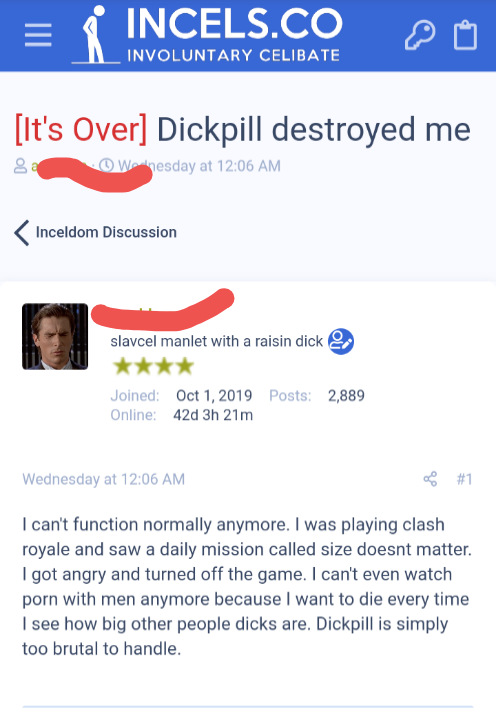 INCELS.CO
INVOLUNTARY CELIBATE
[It's Over] Dickpill destroyed me
Wednesday at 12:06 AM
Inceldom Discussion
slavcel manlet with a raisin dick
Joined: Oct 1, 2019 Posts: 2,889
Online: 42d 3h 21m
Wednesday at 12:06 AM #1
I can't function normally anymore. I was playing clash
royale and saw a daily mission called size doesnt matter.
I got angry and turned off the game. I can't even watch
porn with men anymore because I want to die every time
I see how big other people dicks are. Dickpill is simply
too brutal to handle.